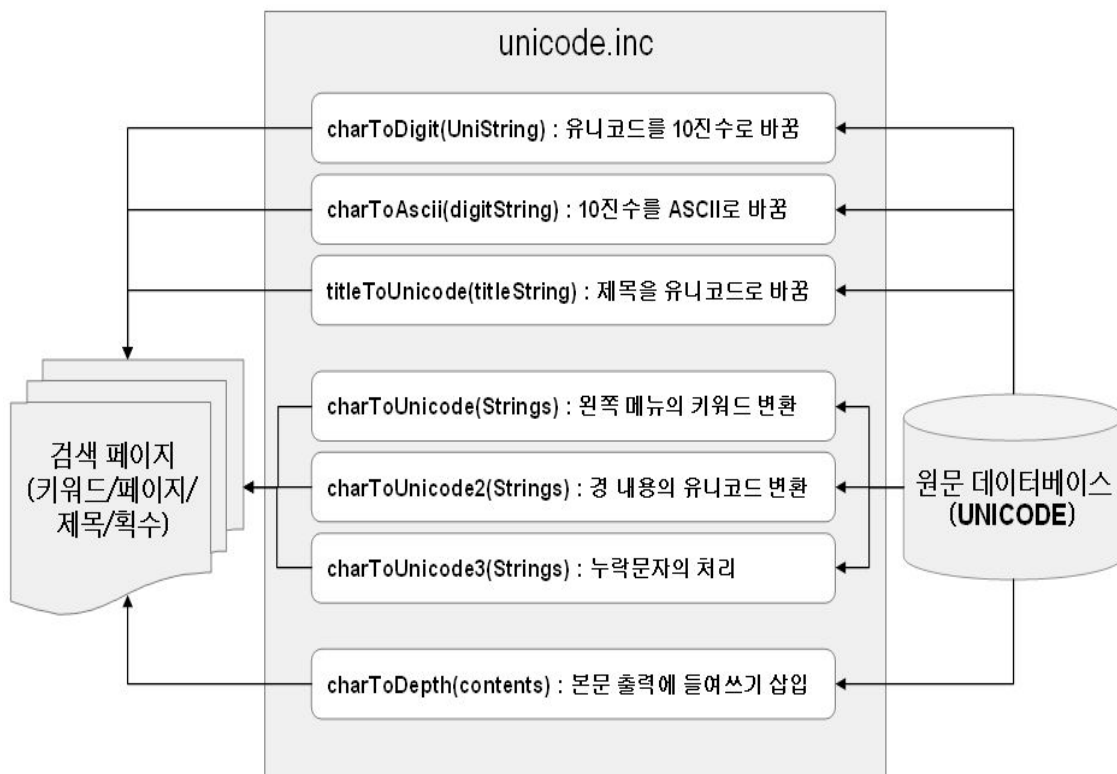 unicode.inc
charToDigit(UniString) : 유니코드를 10진수로 바꿈
charToAscii(digitString) : 10진수를 ASCII로 바꿈
titleToUnicode(titleString) : 제목을 유니코드로 바꿈
charToUnicode(Strings) : 왼쪽 메뉴의 키워드 변환
charToUnicode2(Strings) : 경 내용의 유니코드 변환
charToUnicode3(Strings) : 누락문자의 처리
charToDepth(contents) : 본문 출력에 들여쓰기 삽입
검색 페이지
(키워드/페이지/
제목/획수)
원문 데이터베이스
(UNICODE)